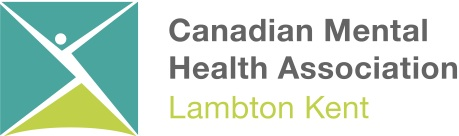 Canadian Mental
Health Association
Lambton Kent